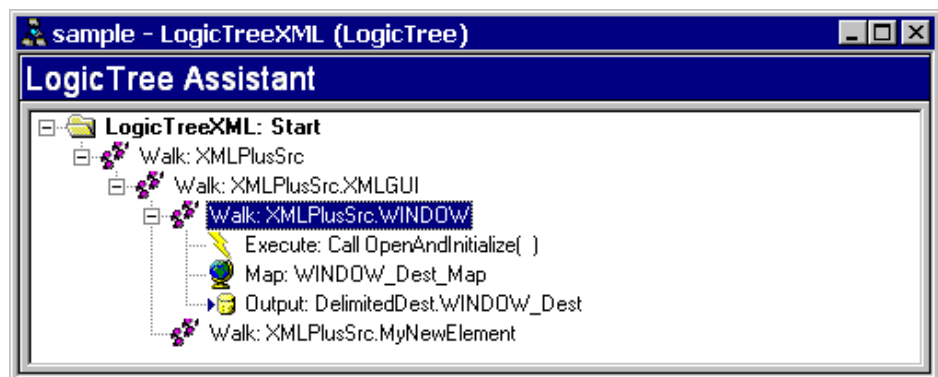 sample - LogicTreeXML (LogicTree)
LogicTree Assistant
LogicTreeXML: Start
Walk: XMLPlusSrc
Walk: XMLPlusSrc.XMLGUI
Walk: XMLPlusSrc.WINDOW
Execute: Call OpenAndInitialize( )
Map: WINDOW_Dest_Map
Output: DelimitedDest.WINDOW_Dest
Walk: XMLPlusSrc.MyNewElement